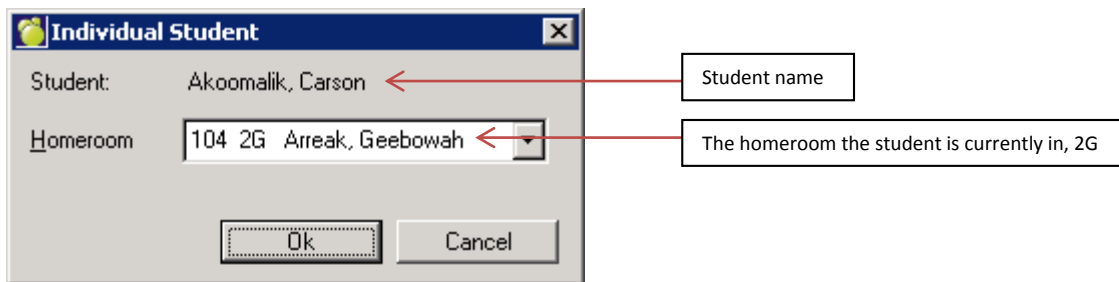 Individual Student
Student: Akoomalik, Carson
Student name
Homeroom 104 2G Arreak, Geebowah
The homeroom the student is currently in, 2G
Ok Cancel